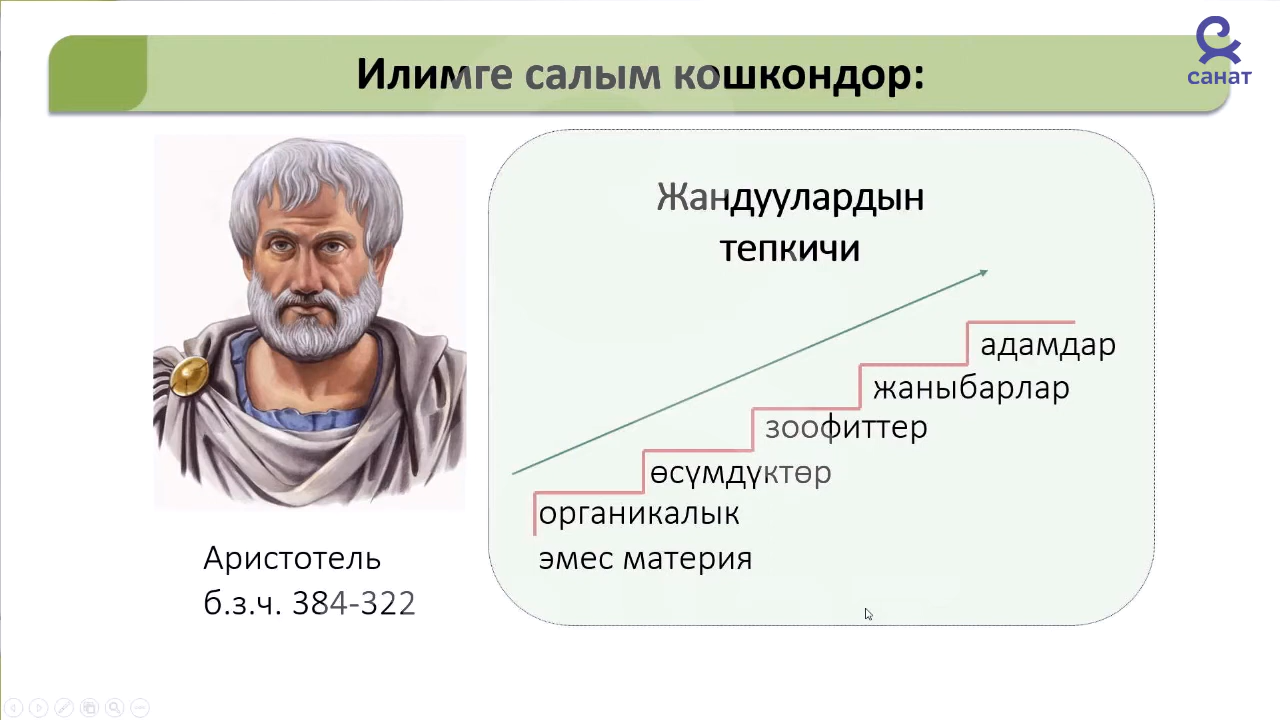 Илимге салым кошкондор:
санат
Жандуулардын
тепкичи
адамдар
жаныбарлар
зоофиттер
өсүмдүктөр
органикалык
эмес материя
Аристотель
б.з.ч. 384-322